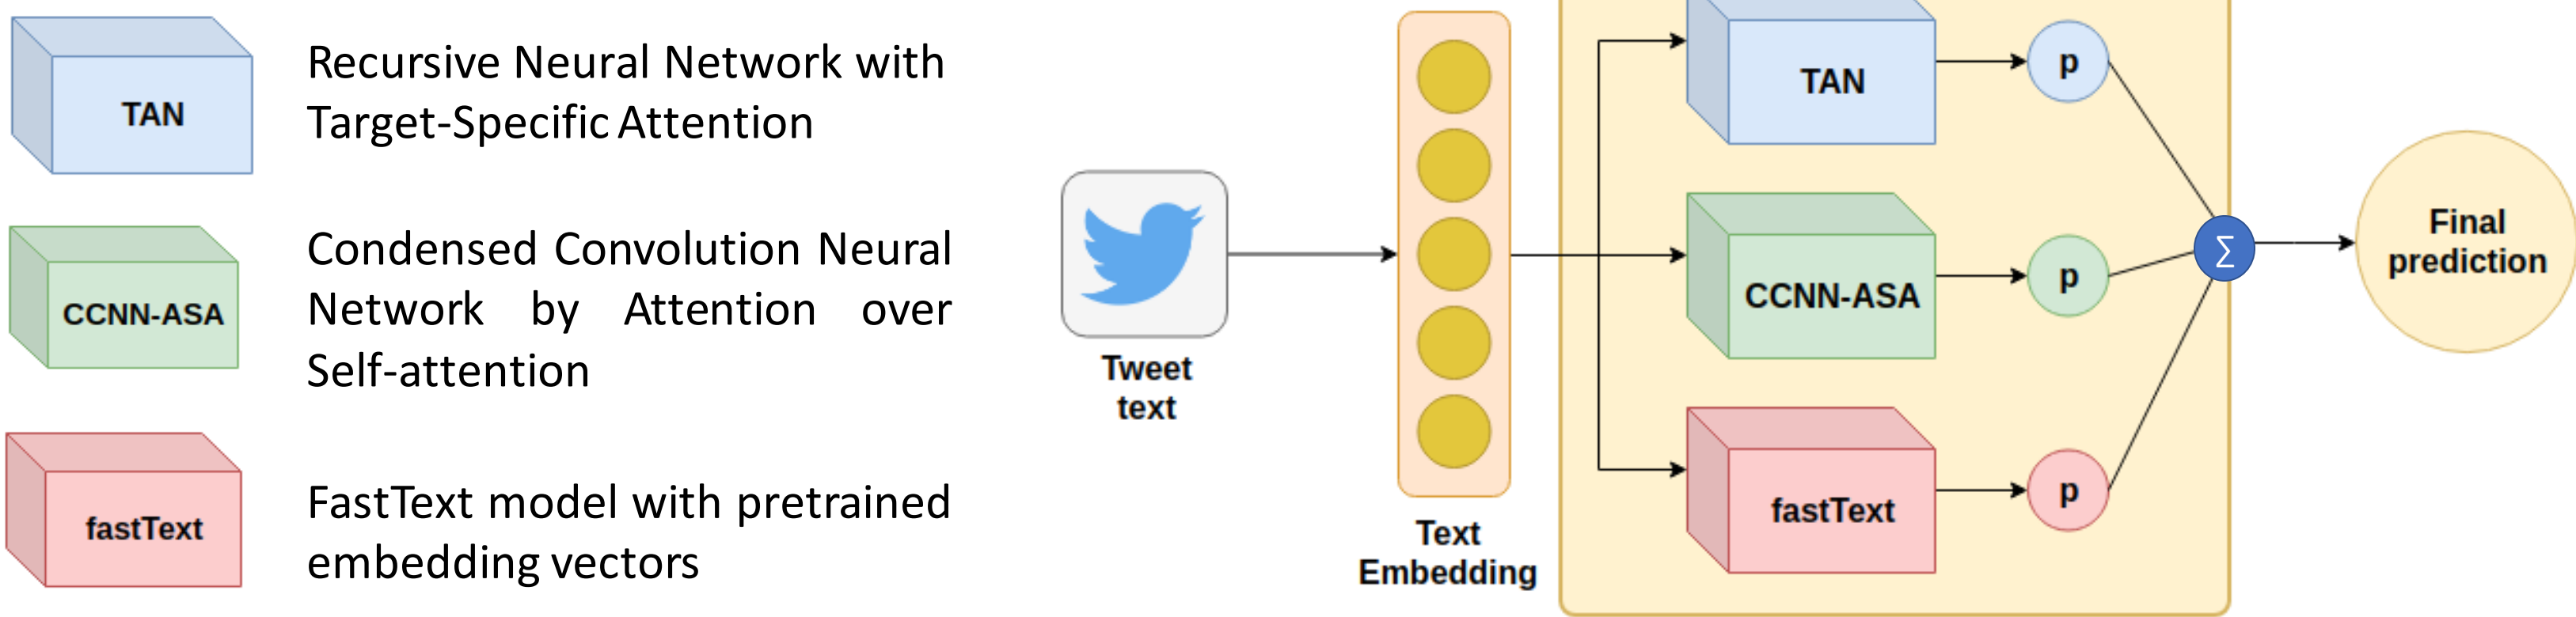 TAN
Recursive Neural Network with
Target-Specific Attention
CCNN-ASA
Condensed Convolution Neural
Network by Attention over
Self-attention
fastText
FastText model with pretrained
embedding vectors
Tweet
text
Text
Embedding
TAN
p
CCNN-ASA
p
fastText
p
∑
Final
prediction